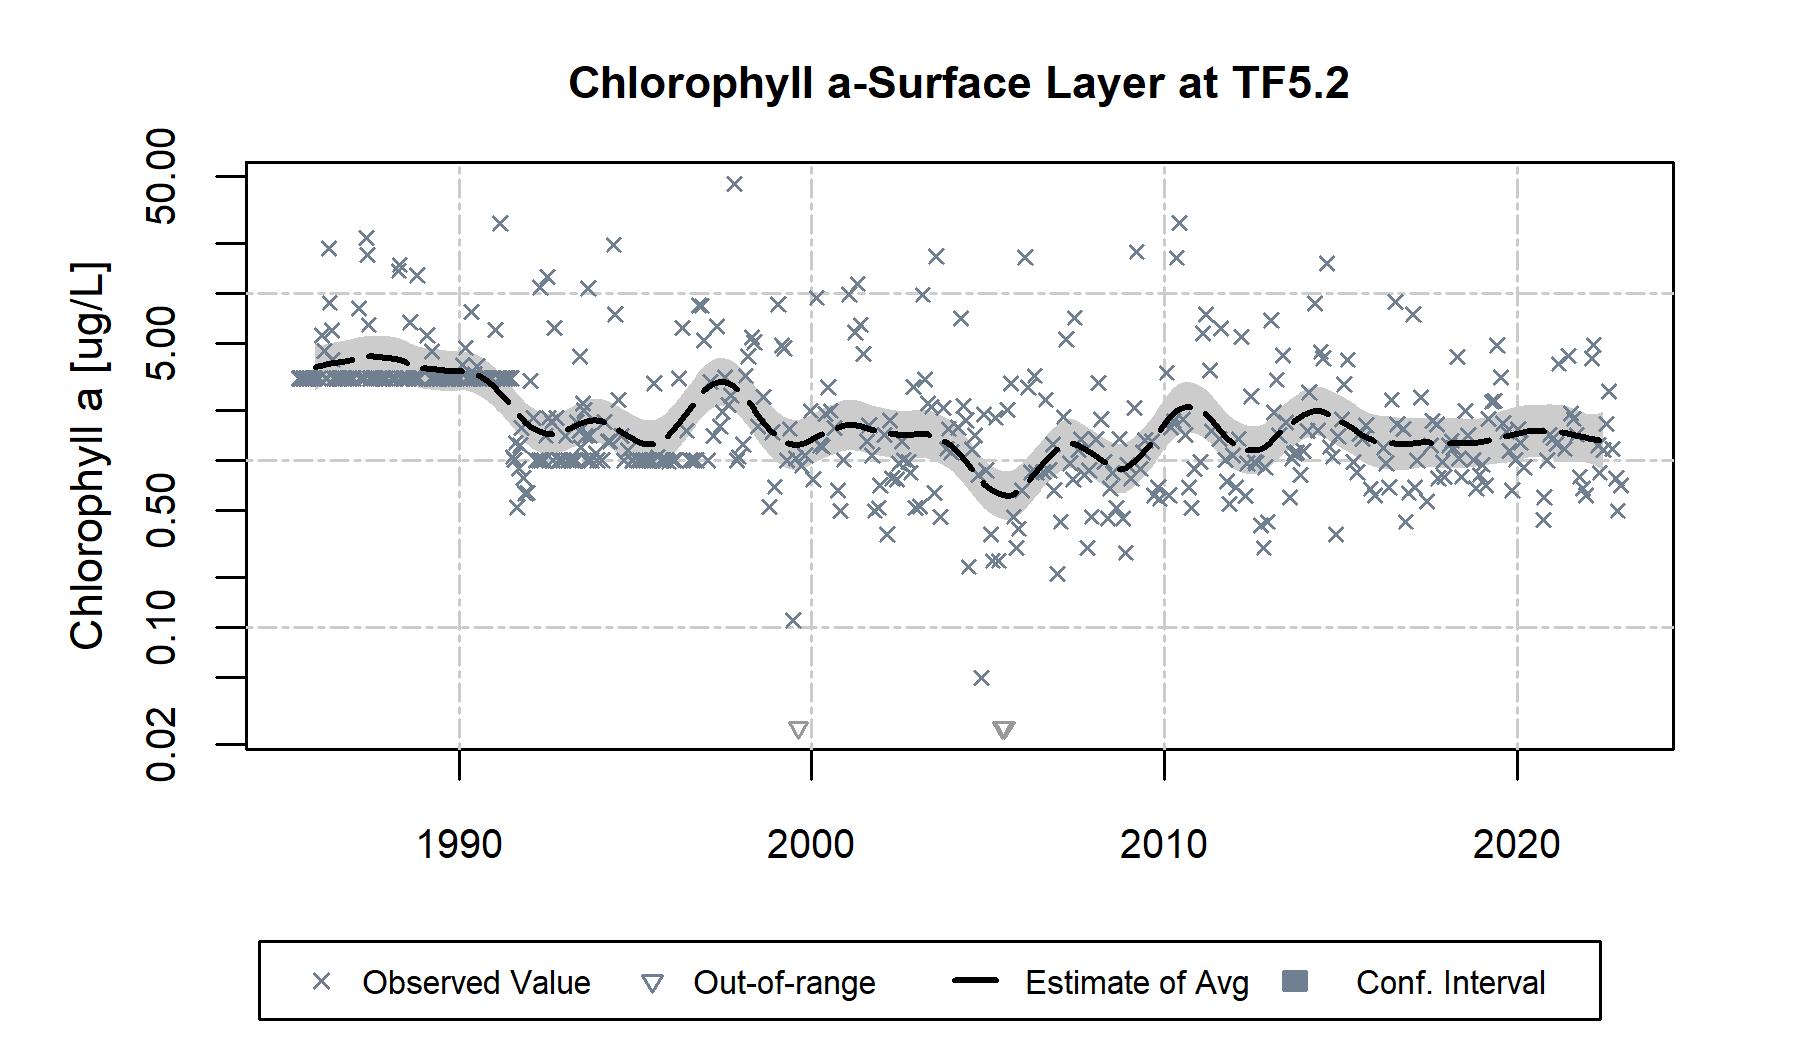 Chlorophyll a-Surface Layer at TF5.2
Chlorophyll a [ug/L]
50.00
5.00
0.50
0.10
0.02
1990 2000 2010 2020
Observed Value Out-of-range Estimate of Avg Conf. Interval